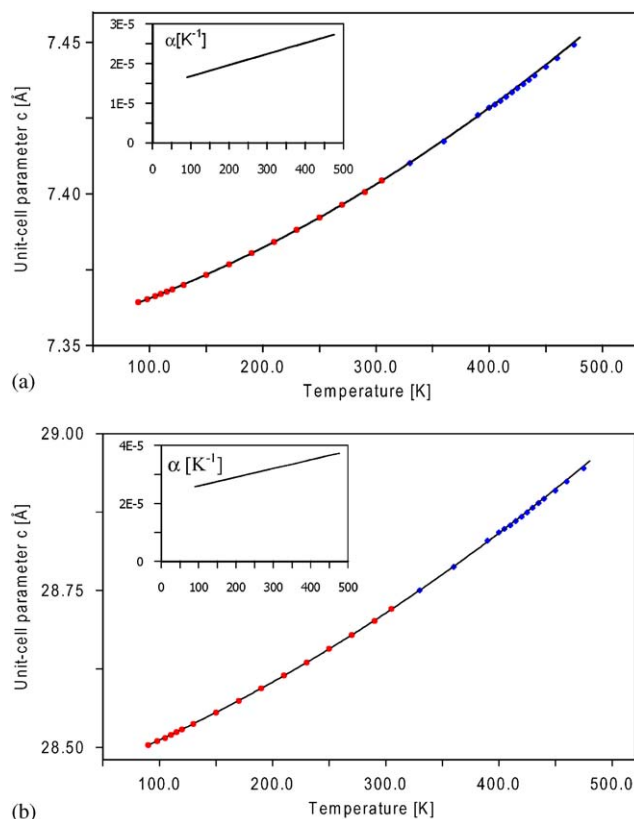 α[K⁻¹]
3E-5
2E-5
1E-5
0
0 100 200 300 400 500
7.45
7.40
7.35
Unit-cell parameter c [Å]
100.0 200.0 300.0 400.0 500.0
Temperature [K]
(a)
α [K⁻¹]
4E-5
2E-5
0
0 100 200 300 400 500
29.00
28.75
28.50
Unit-cell parameter c [Å]
100.0 200.0 300.0 400.0 500.0
Temperature [K]
(b)